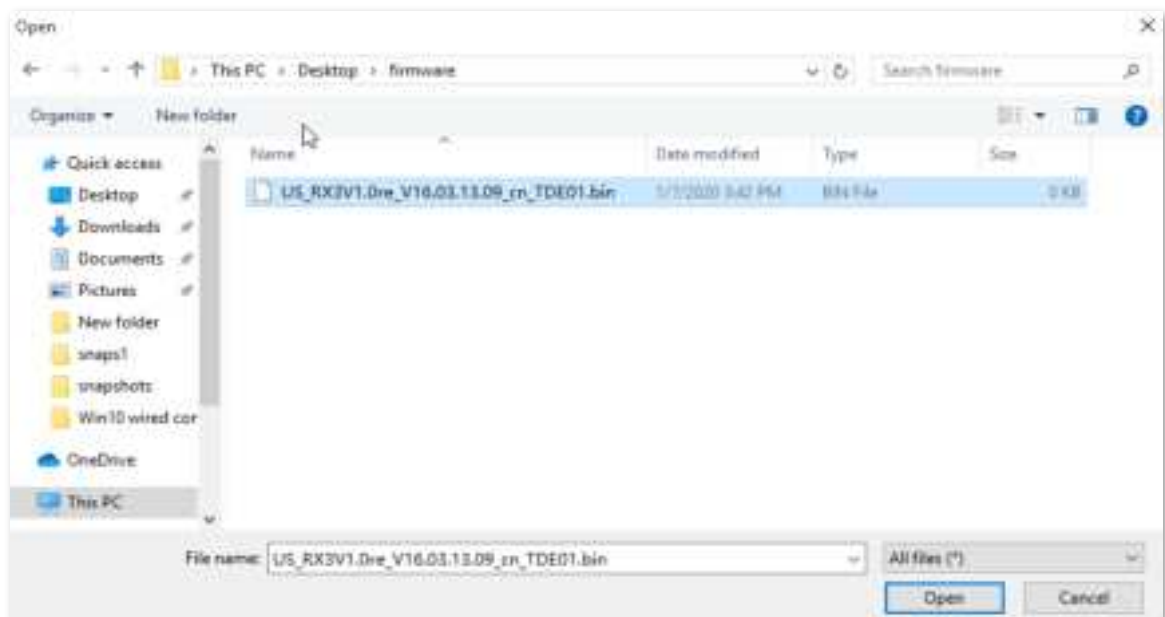 Open
This PC › Desktop › firmware
Search firmware
Organize
New folder
Name
Date modified
Type
Size
US_RX3V1.0re_V16.03.13.09_cn_TDE01.bin
BIN File
0 KB
Quick access
Desktop
Downloads
Documents
Pictures
New folder
snaps1
snapshots
Win10 wired cor
OneDrive
This PC
File name:
US_RX3V1.0re_V16.03.13.09_cn_TDE01.bin
All files (*)
Open
Cancel